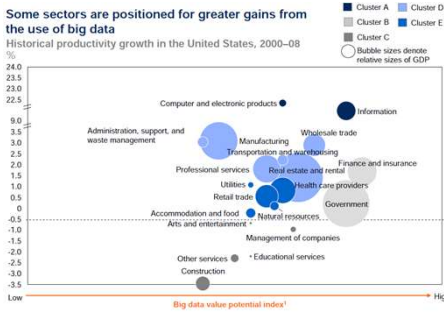 Some sectors are positioned for greater gains from
the use of big data
Historical productivity growth in the United States, 2000–08
%
Cluster A
Cluster D
Cluster B
Cluster E
Cluster C
Bubble sizes denote
relative sizes of GDP
24.0
23.5
23.0
22.5
9.0
3.5
3.0
2.5
2.0
1.5
1.0
0.5
0
-0.5
-1.0
-1.5
-2.0
-2.5
-3.0
-3.5
Computer and electronic products
Information
Administration, support, and
waste management
Manufacturing
Wholesale trade
Transportation and warehousing
Professional services
Real estate and rental
Finance and insurance
Utilities
Health care providers
Retail trade
Government
Accommodation and food
Natural resources
Arts and entertainment
Management of companies
Other services
Educational services
Construction
Low
Hig
Big data value potential index¹